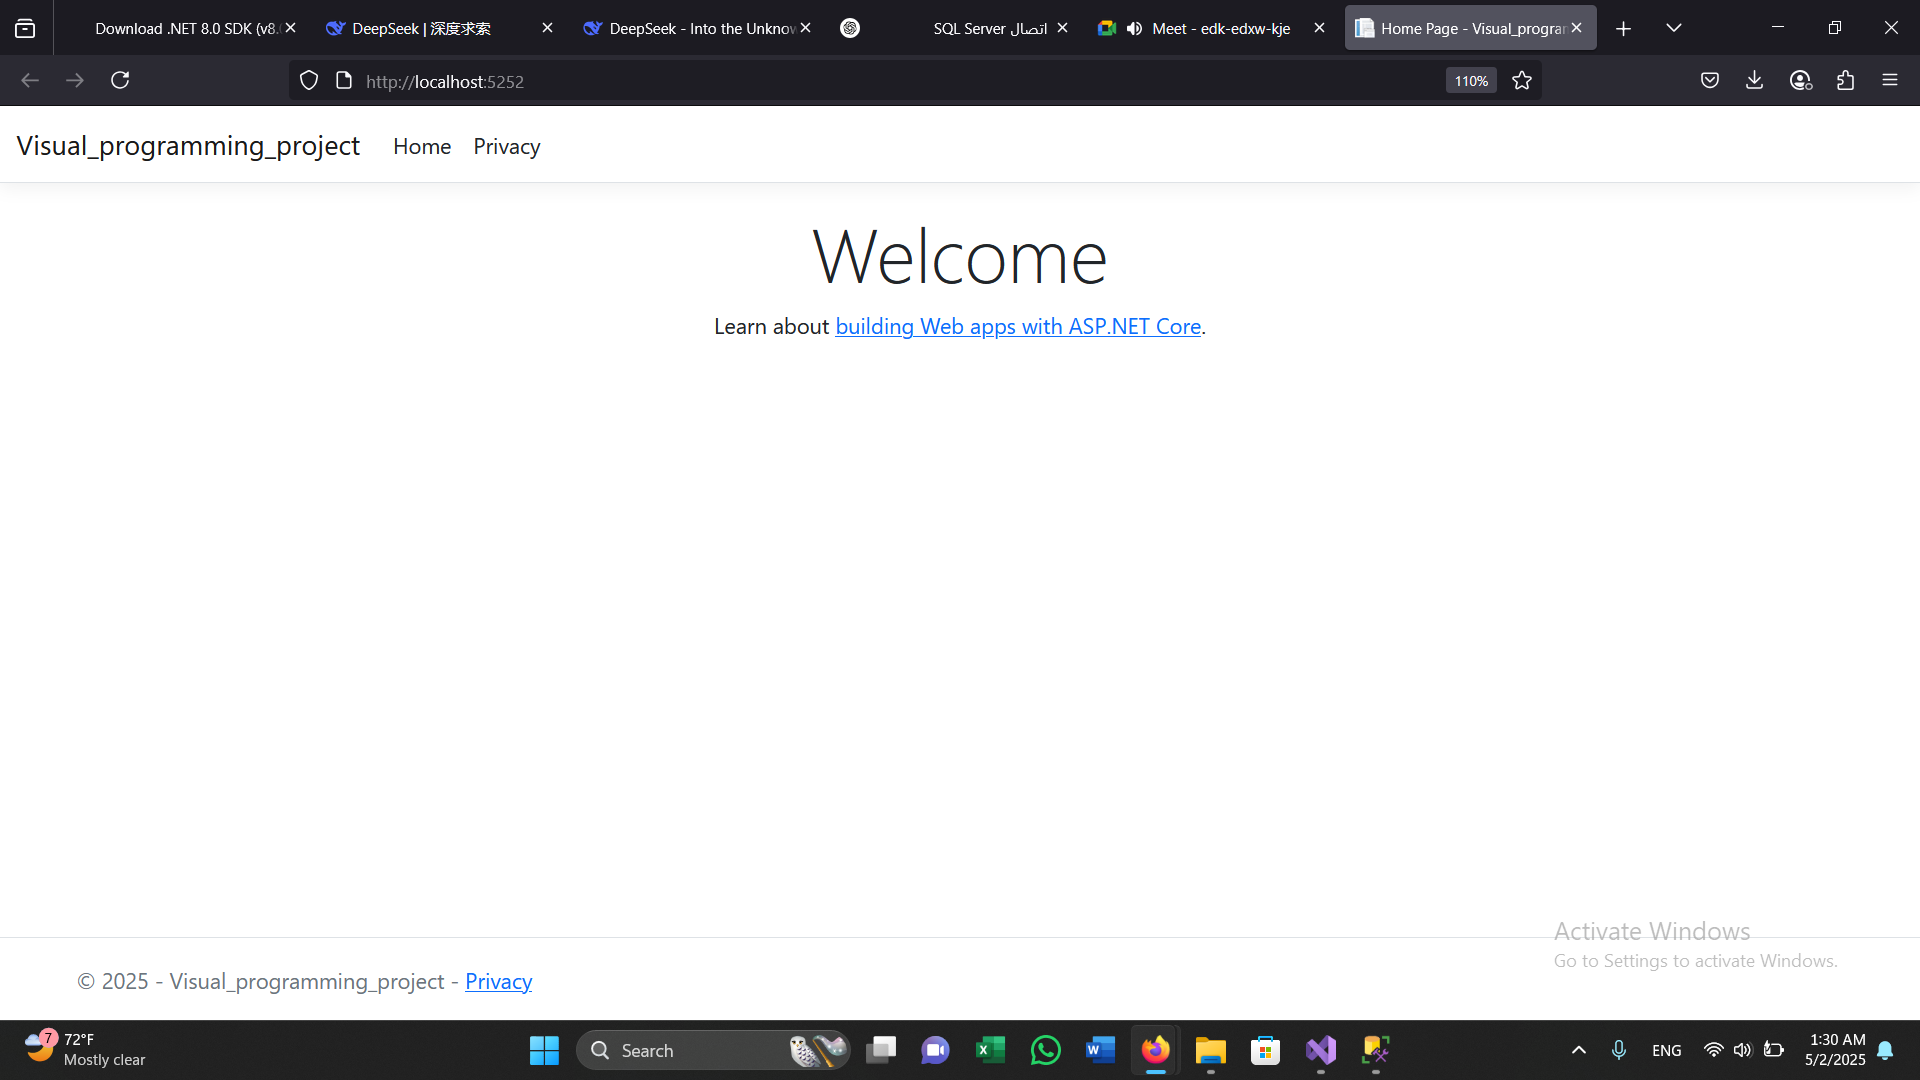 Download .NET 8.0 SDK (v8.
DeepSeek | 深度求索
DeepSeek - Into the Unknow
اتصال SQL Server
Meet - edk-edxw-kje
Home Page - Visual_progra
http://localhost:5252
110%
Visual_programming_project
Home
Privacy
Welcome
Learn about building Web apps with ASP.NET Core.
Activate Windows
Go to Settings to activate Windows.
© 2025 - Visual_programming_project - Privacy
7
72°F
Mostly clear
Search
ENG
1:30 AM
5/2/2025